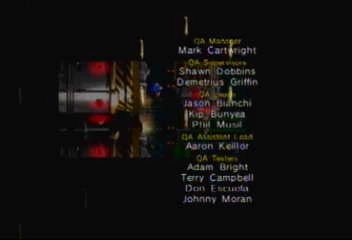 QA Manager
Mark Cartwright
QA Supervisors
Shawn Dobbins
Demetrius Griffin
QA Leads
Jason Bianchi
Kip Bunyea
Phil Musil
QA Assistant Lead
Aaron Keillor
QA Testers
Adam Bright
Terry Campbell
Don Escuela
Johnny Moran